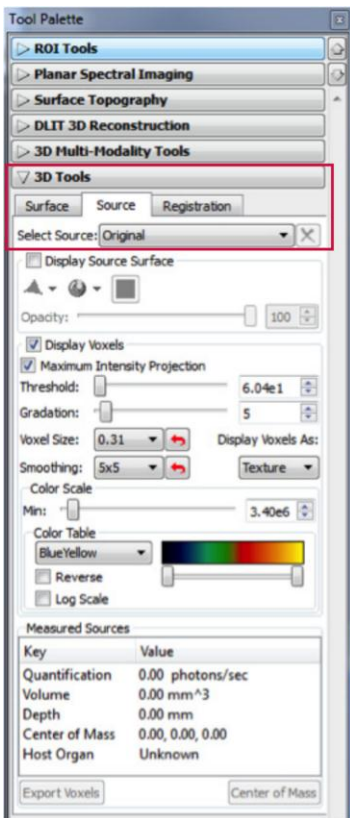 Tool Palette
ROI Tools
Planar Spectral Imaging
Surface Topography
DLIT 3D Reconstruction
3D Multi-Modality Tools
3D Tools
Surface Source Registration
Select Source: Original
Display Source Surface
Opacity: 100
Display Voxels
Maximum Intensity Projection
Threshold: 6.04e1
Gradation: 5
Voxel Size: 0.31 Display Voxels As:
Smoothing: 5x5 Texture
Color Scale
Min: 3.40e6
Color Table
BlueYellow
Reverse
Log Scale
Measured Sources
Key Value
Quantification 0.00 photons/sec
Volume 0.00 mm^3
Depth 0.00 mm
Center of Mass 0.00, 0.00, 0.00
Host Organ Unknown
Export Voxels Center of Mass